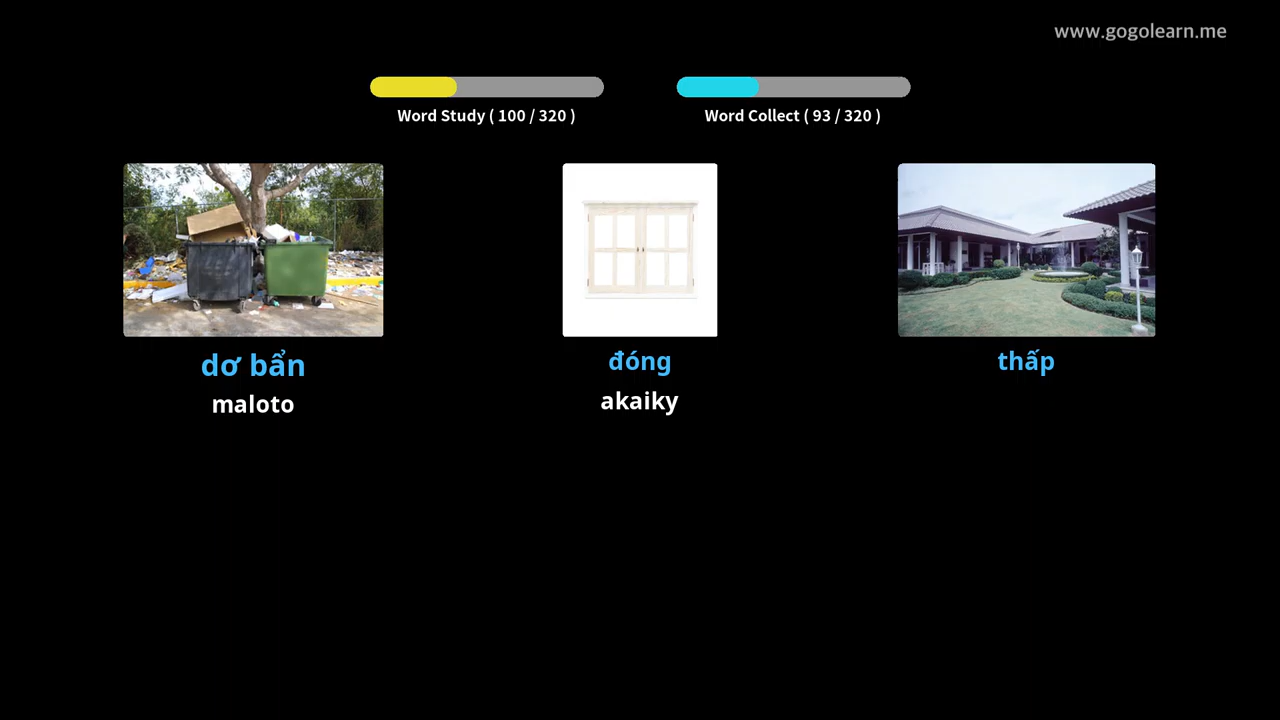 www.gogolearn.me
Word Study ( 100 / 320 )
Word Collect ( 93 / 320 )
dơ bẩn
đóng
thấp
maloto
akaiky